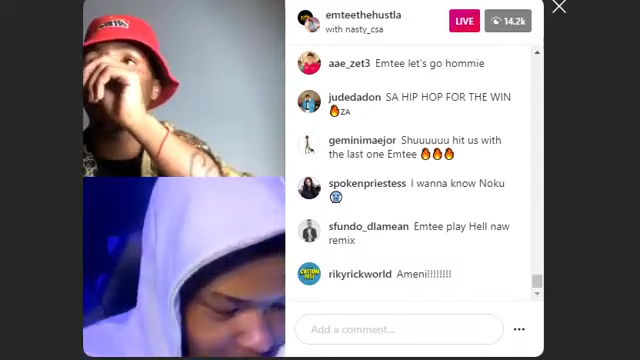 emteethehustla
with nasty_csa
LIVE
14.2k
aae_zet3 Emtee let's go hommie
judedadon SA HIP HOP FOR THE WIN
ZA
geminimaejor Shuuuuuu hit us with
the last one Emtee
spokenpriestess I wanna know Noku
sfundo_dlamean Emtee play Hell naw
remix
rikyrickworld Ameni!!!!!!!!
Add a comment...